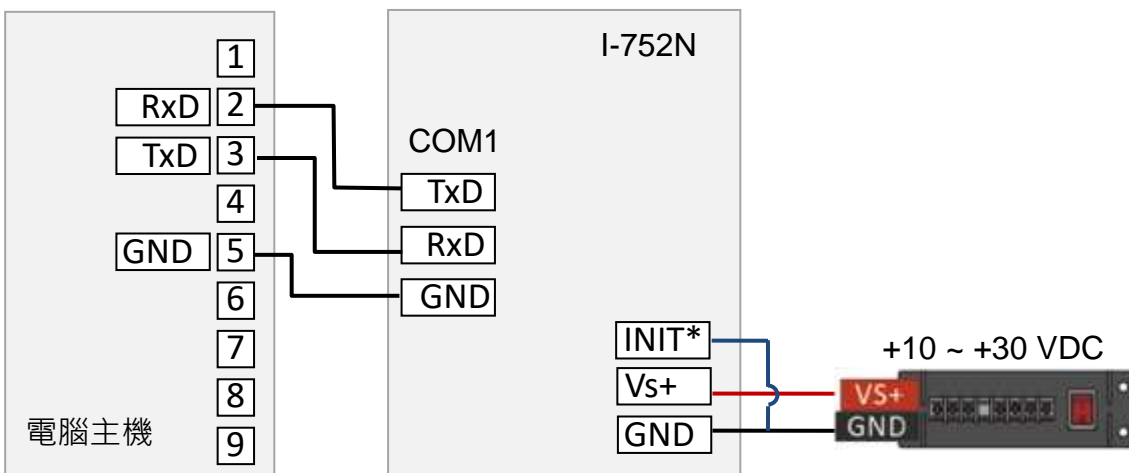 I-752N
1
RxD 2
TxD 3
4
GND 5
6
7
8
9
電腦主機
COM1
TxD
RxD
GND
INIT*
Vs+
GND
+10 ~ +30 VDC
VS+
GND